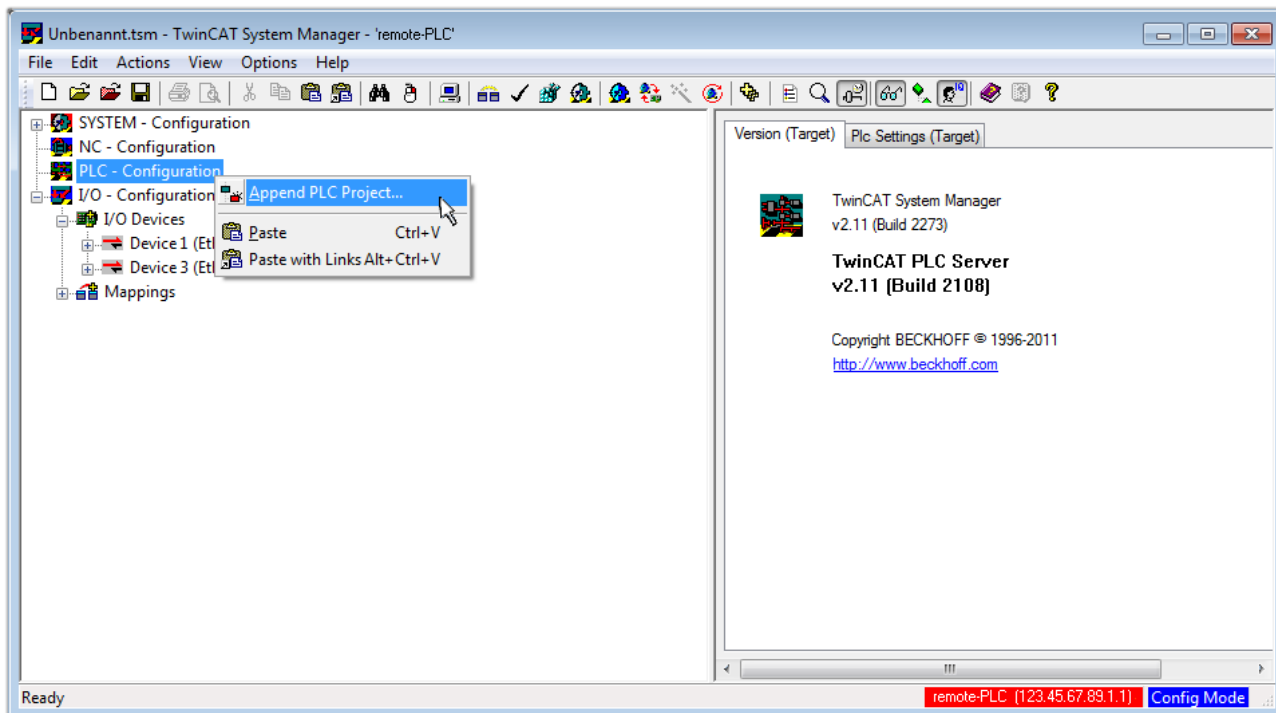 Unbenannt.tsm - TwinCAT System Manager - 'remote-PLC'
File Edit Actions View Options Help
SYSTEM - Configuration
NC - Configuration
PLC - Configuration
I/O - Configuration
I/O Devices
Device 1 (Et
Device 3 (Et
Mappings
Append PLC Project...
Paste Ctrl+V
Paste with Links Alt+Ctrl+V
Version (Target) Plc Settings (Target)
TwinCAT System Manager
v2.11 (Build 2273)
TwinCAT PLC Server
v2.11 (Build 2108)
Copyright BECKHOFF © 1996-2011
http://www.beckhoff.com
Ready
remote-PLC (123.45.67.89.1.1) Config Mode